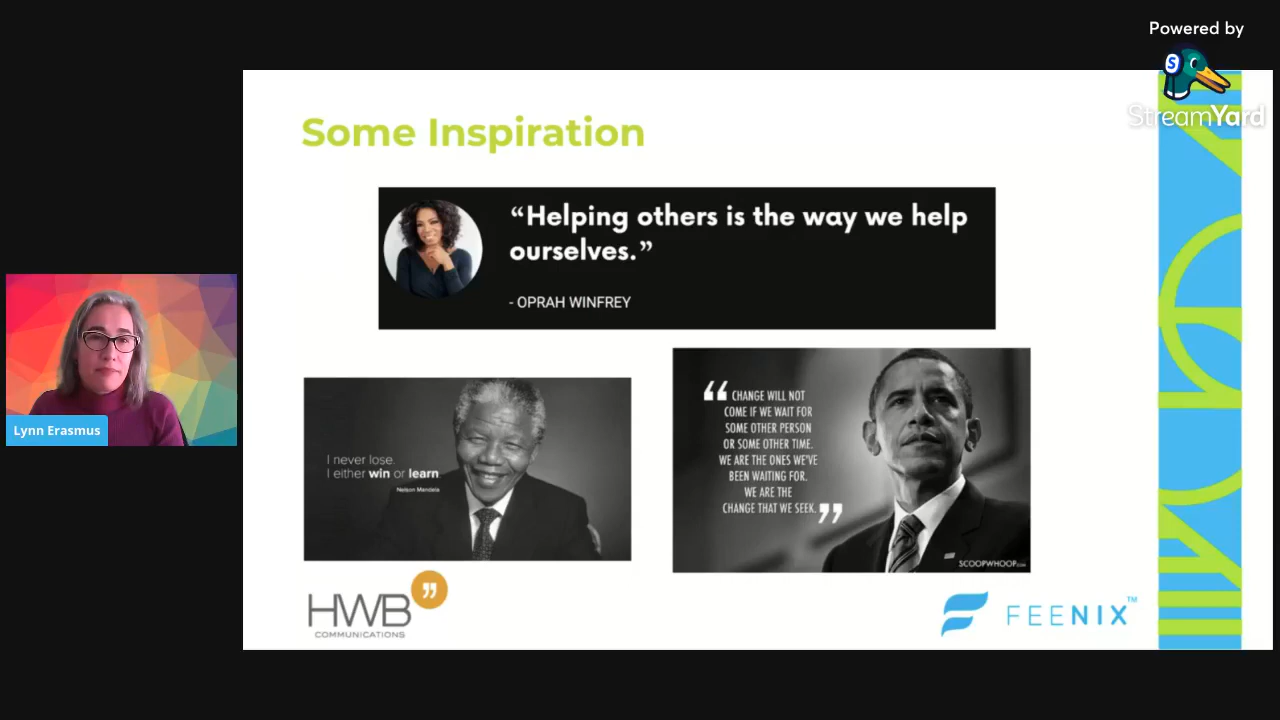 Powered by
S
StreamYard
Some Inspiration
“Helping others is the way we help
ourselves.”
- OPRAH WINFREY
Lynn Erasmus
I never lose.
I either win or learn.
Nelson Mandela
“ CHANGE WILL NOT
COME IF WE WAIT FOR
SOME OTHER PERSON
OR SOME OTHER TIME.
WE ARE THE ONES WE'VE
BEEN WAITING FOR.
WE ARE THE
CHANGE THAT WE SEEK. ”
SCOOPWHOOP.com
HWB ”
COMMUNICATIONS
FEENIX™